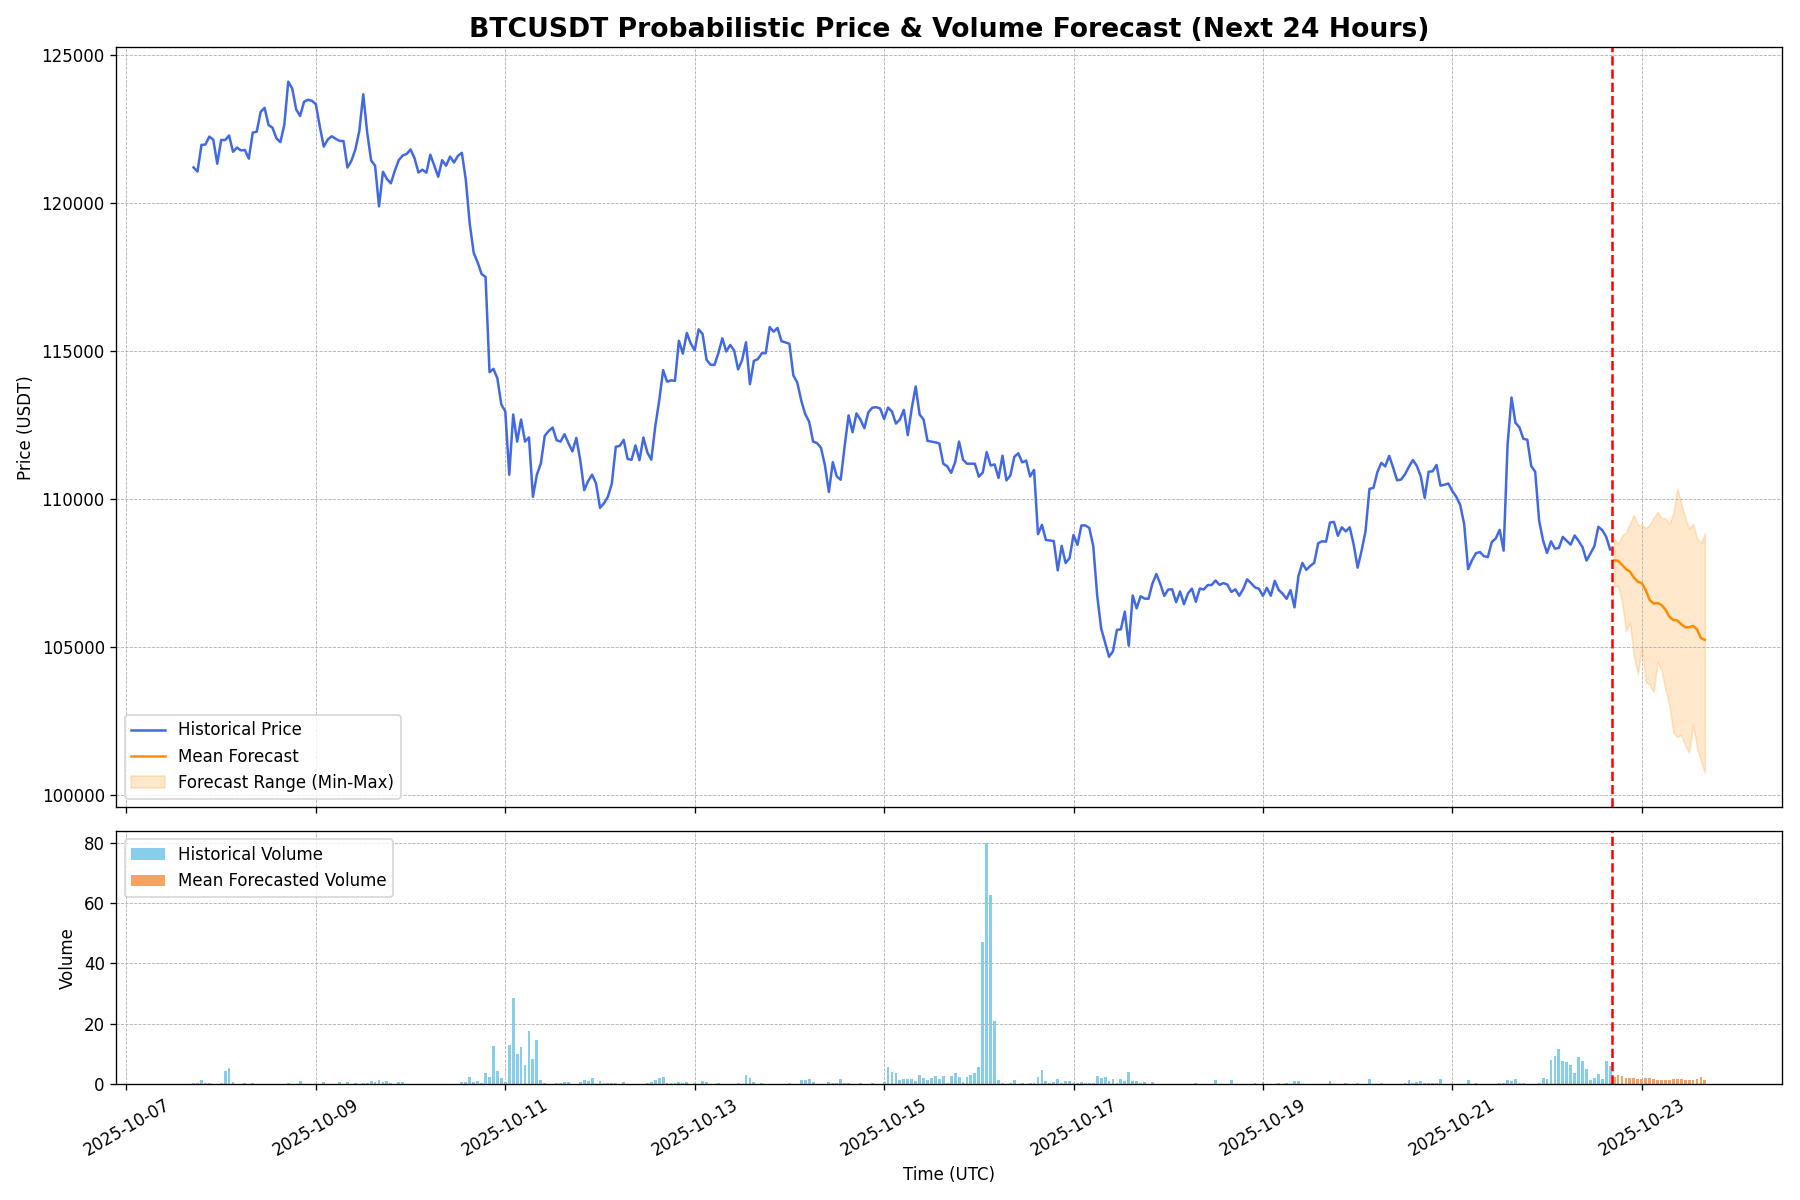 BTCUSDT Probabilistic Price & Volume Forecast (Next 24 Hours)
125000
120000
115000
110000
105000
100000
Price (USDT)
Historical Price
Mean Forecast
Forecast Range (Min-Max)
80
60
40
20
0
Volume
Historical Volume
Mean Forecasted Volume
2025-10-07
2025-10-09
2025-10-11
2025-10-13
2025-10-15
2025-10-17
2025-10-19
2025-10-21
2025-10-23
Time (UTC)